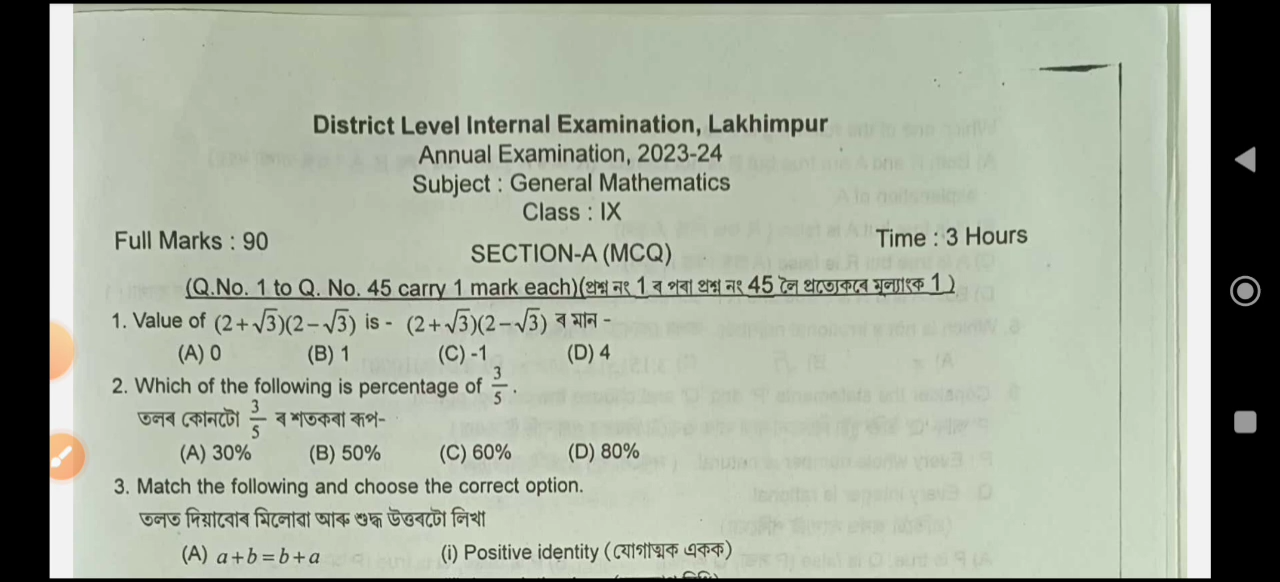 District Level Internal Examination, Lakhimpur
Annual Examination, 2023-24
Subject : General Mathematics
Class : IX
Full Marks : 90
Time : 3 Hours
SECTION-A (MCQ)
(Q.No. 1 to Q. No. 45 carry 1 mark each)(প্ৰশ্ন নং 1 ৰ পৰা প্ৰশ্ন নং 45 লৈ প্ৰত্যেকৰে মূল্যাংক 1 )
1. Value of (2+√3)(2−√3) is - (2+√3)(2−√3) ৰ মান -
(A) 0 (B) 1 (C) -1 (D) 4
2. Which of the following is percentage of 3/5 .
তলৰ কোনটো 3/5 ৰ শতকৰা ৰূপ-
(A) 30% (B) 50% (C) 60% (D) 80%
3. Match the following and choose the correct option.
তলত দিয়াবোৰ মিলোৱা আৰু শুদ্ধ উত্তৰটো লিখা
(A) a+b=b+a (i) Positive identity (যোগাত্মক একক)